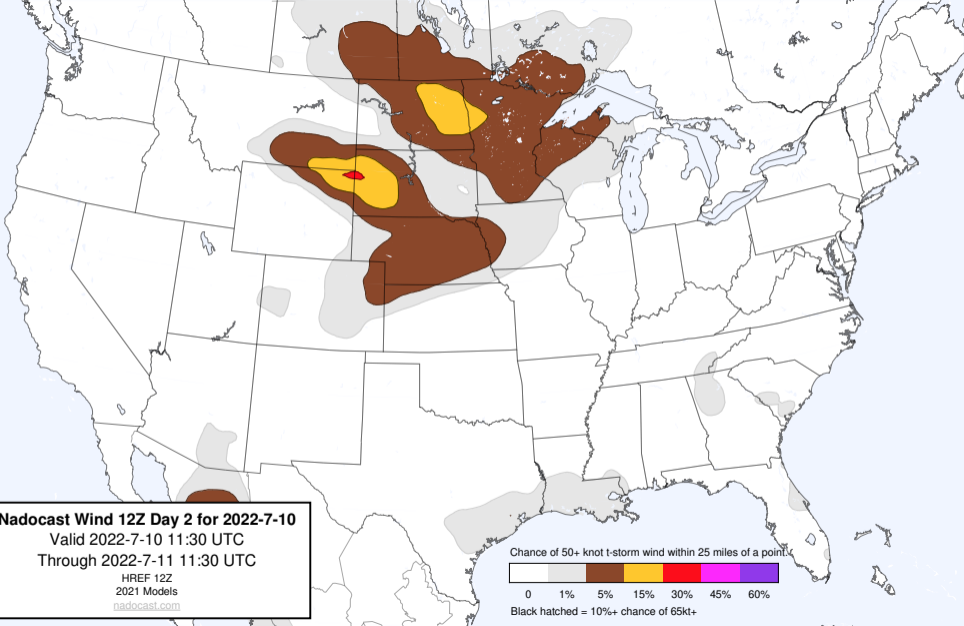 Nadocast Wind 12Z Day 2 for 2022-7-10
Valid 2022-7-10 11:30 UTC
Through 2022-7-11 11:30 UTC
HREF 12Z
2021 Models
nadocast.com
Chance of 50+ knot t-storm wind within 25 miles of a point.
0 1% 5% 15% 30% 45% 60%
Black hatched = 10%+ chance of 65kt+